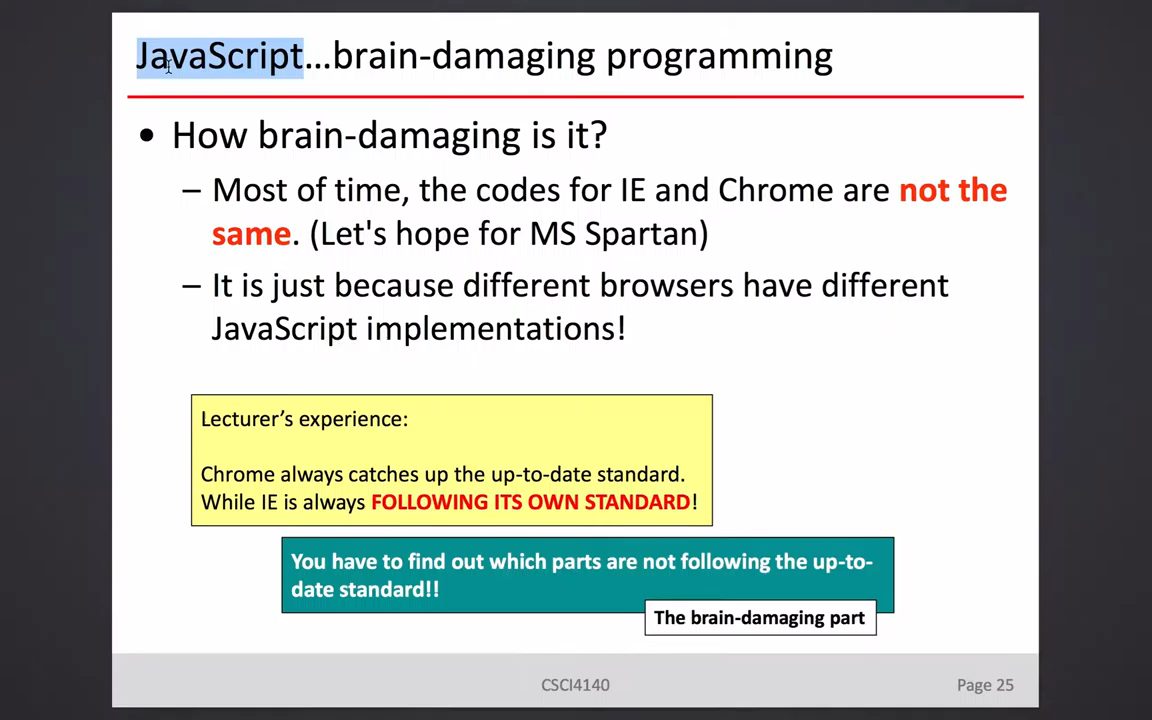 JavaScript…brain-damaging programming
• How brain-damaging is it?
– Most of time, the codes for IE and Chrome are not the
same. (Let's hope for MS Spartan)
– It is just because different browsers have different
JavaScript implementations!
Lecturer’s experience:
Chrome always catches up the up-to-date standard.
While IE is always FOLLOWING ITS OWN STANDARD!
You have to find out which parts are not following the up-to-
date standard!!
The brain-damaging part
CSCI4140
Page 25